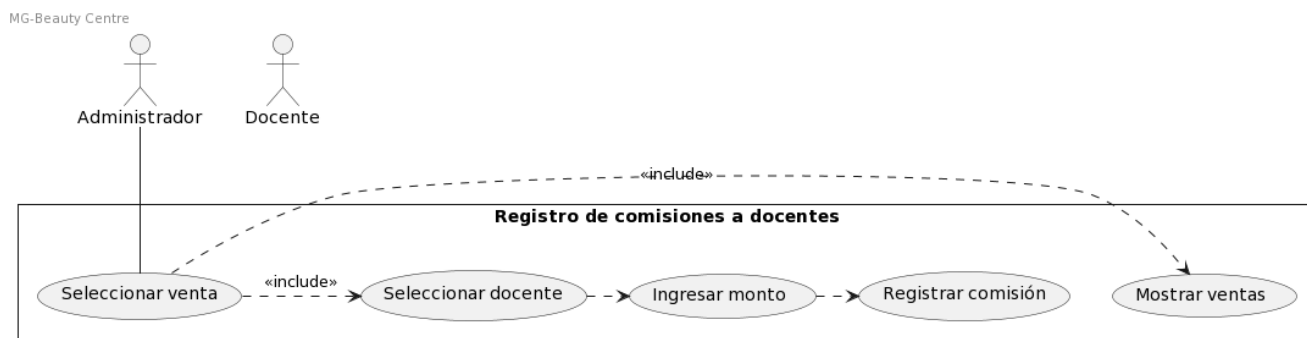 MG-Beauty Centre
Administrador
Docente
«include»
Registro de comisiones a docentes
«include»
Seleccionar venta
Seleccionar docente
Ingresar monto
Registrar comisión
Mostrar ventas